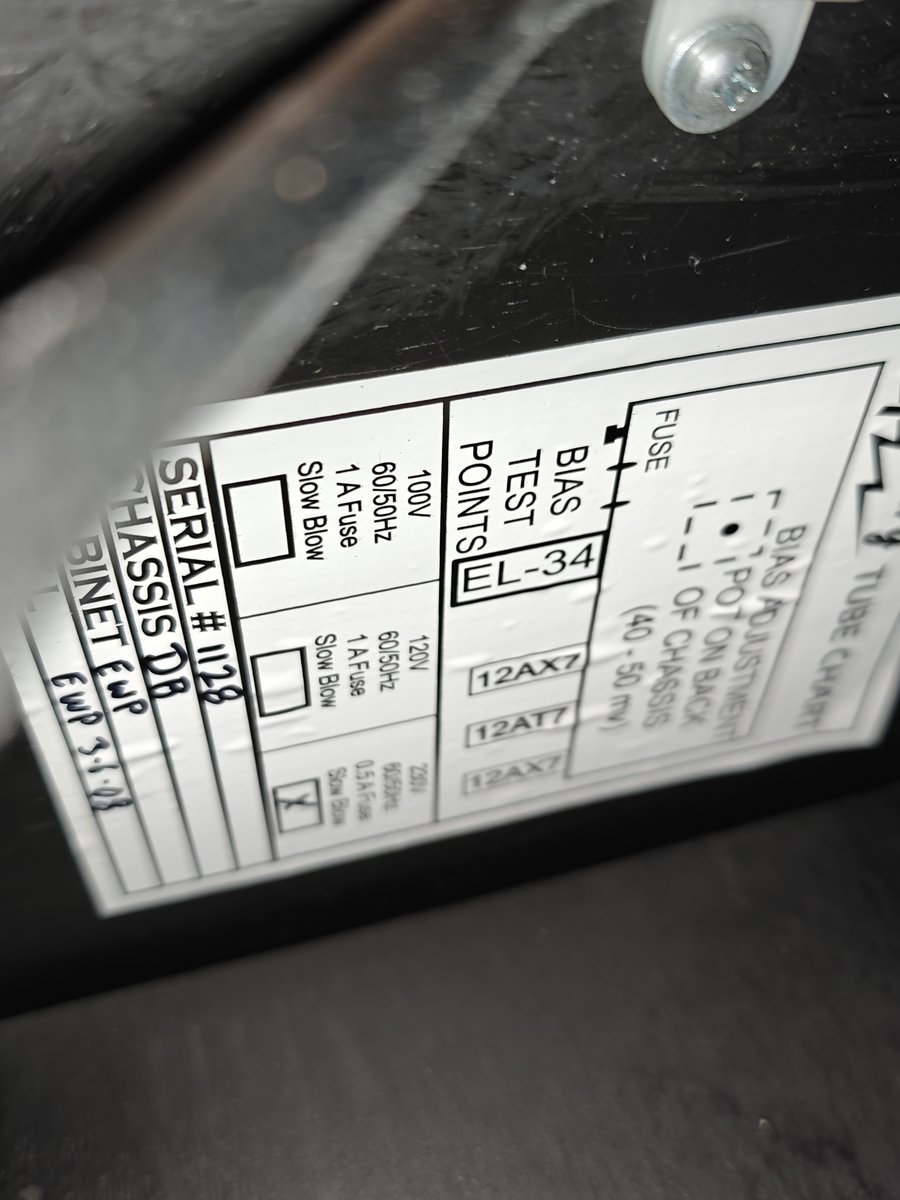 TUBE CHART
BIAS ADJUSTMENT
POT ON BACK
OF CHASSIS
(40 - 50 mv)
FUSE
BIAS
TEST
POINTS
EL-34
12AX7
12AT7
12AX7
100V
60/50Hz
1 A Fuse
Slow Blow
120V
60/50Hz
1 A Fuse
Slow Blow
230V
60/50Hz
0.5 A Fuse
Slow Blow
X
SERIAL # 1128
CHASSIS DB
BINET EWP
EWP 3.6.08